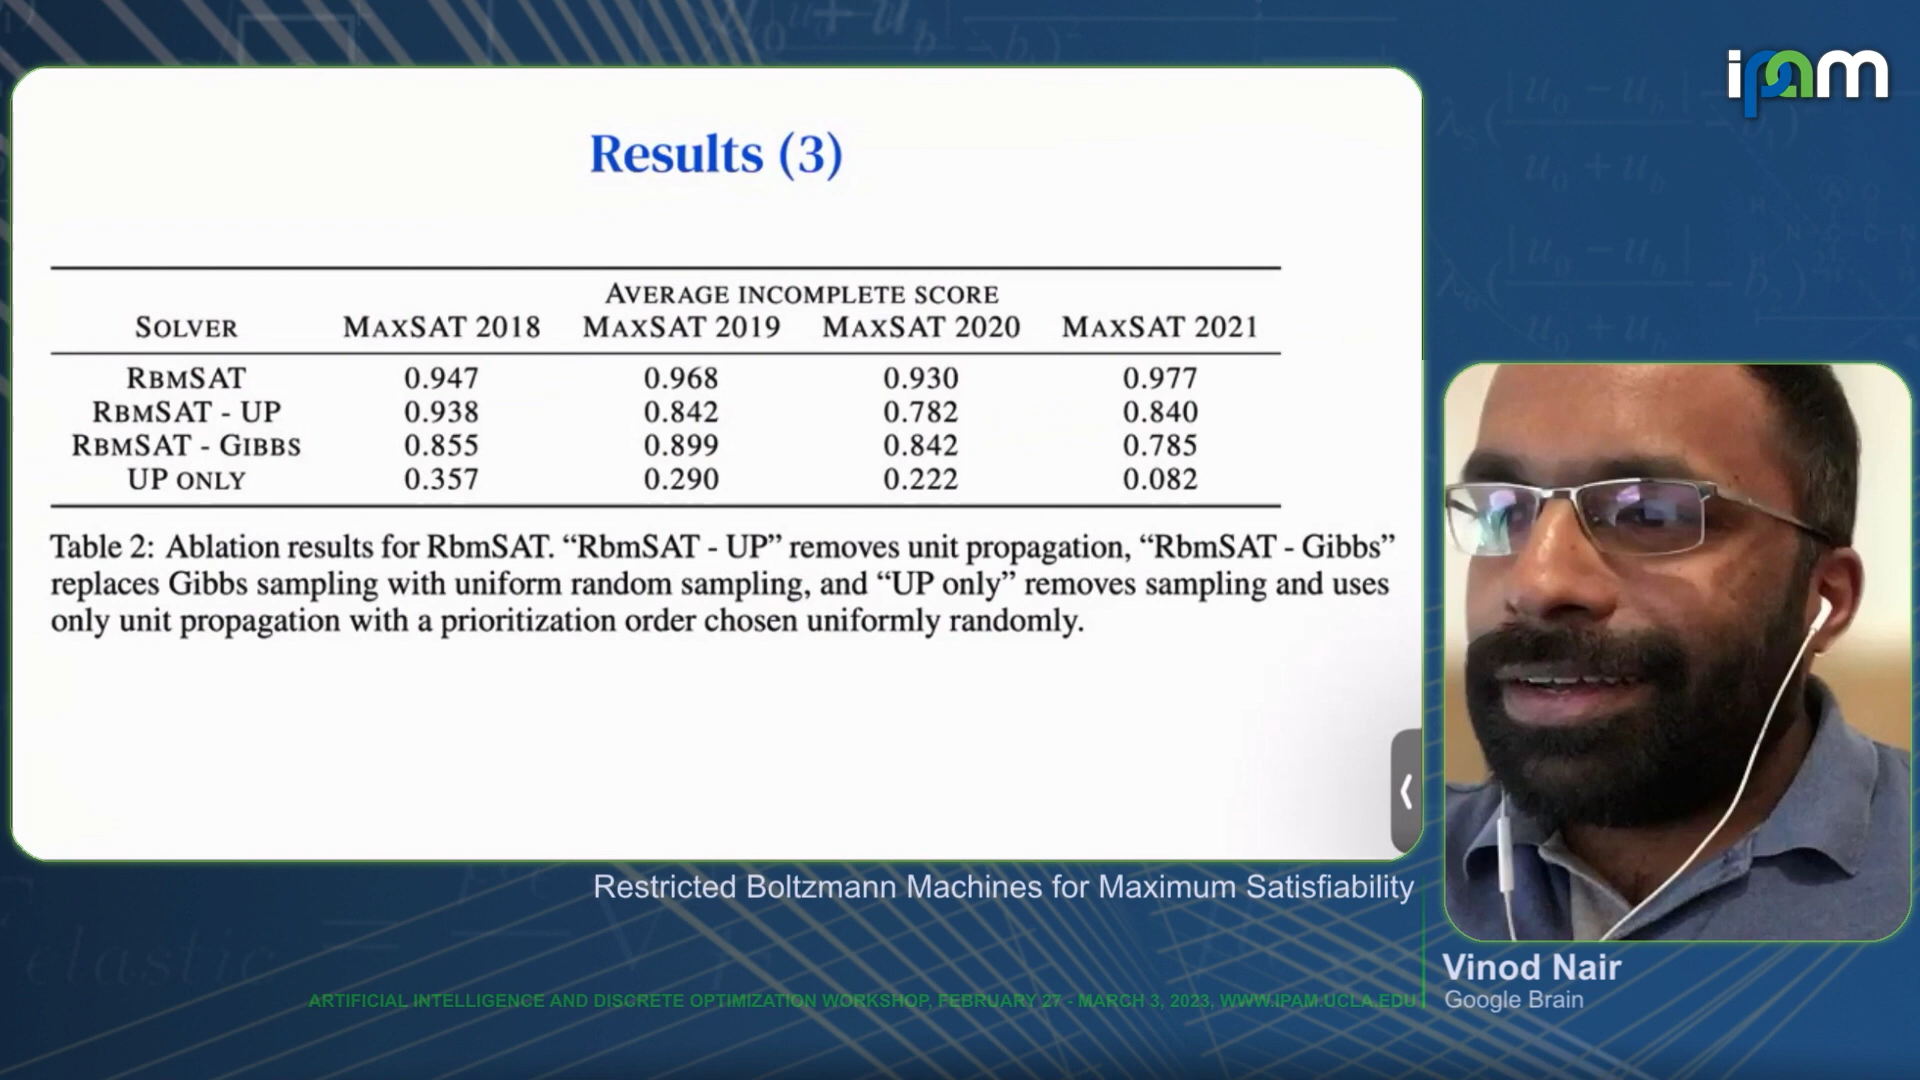 ipam
Results (3)
AVERAGE INCOMPLETE SCORE
SOLVER MAXSAT 2018 MAXSAT 2019 MAXSAT 2020 MAXSAT 2021
RBMSAT 0.947 0.968 0.930 0.977
RBMSAT - UP 0.938 0.842 0.782 0.840
RBMSAT - GIBBS 0.855 0.899 0.842 0.785
UP ONLY 0.357 0.290 0.222 0.082
Table 2: Ablation results for RbmSAT. “RbmSAT - UP” removes unit propagation, “RbmSAT - Gibbs”
replaces Gibbs sampling with uniform random sampling, and “UP only” removes sampling and uses
only unit propagation with a prioritization order chosen uniformly randomly.
Restricted Boltzmann Machines for Maximum Satisfiability
Vinod Nair
Google Brain
ARTIFICIAL INTELLIGENCE AND DISCRETE OPTIMIZATION WORKSHOP, FEBRUARY 27 - MARCH 3, 2023, WWW.IPAM.UCLA.EDU
elastic